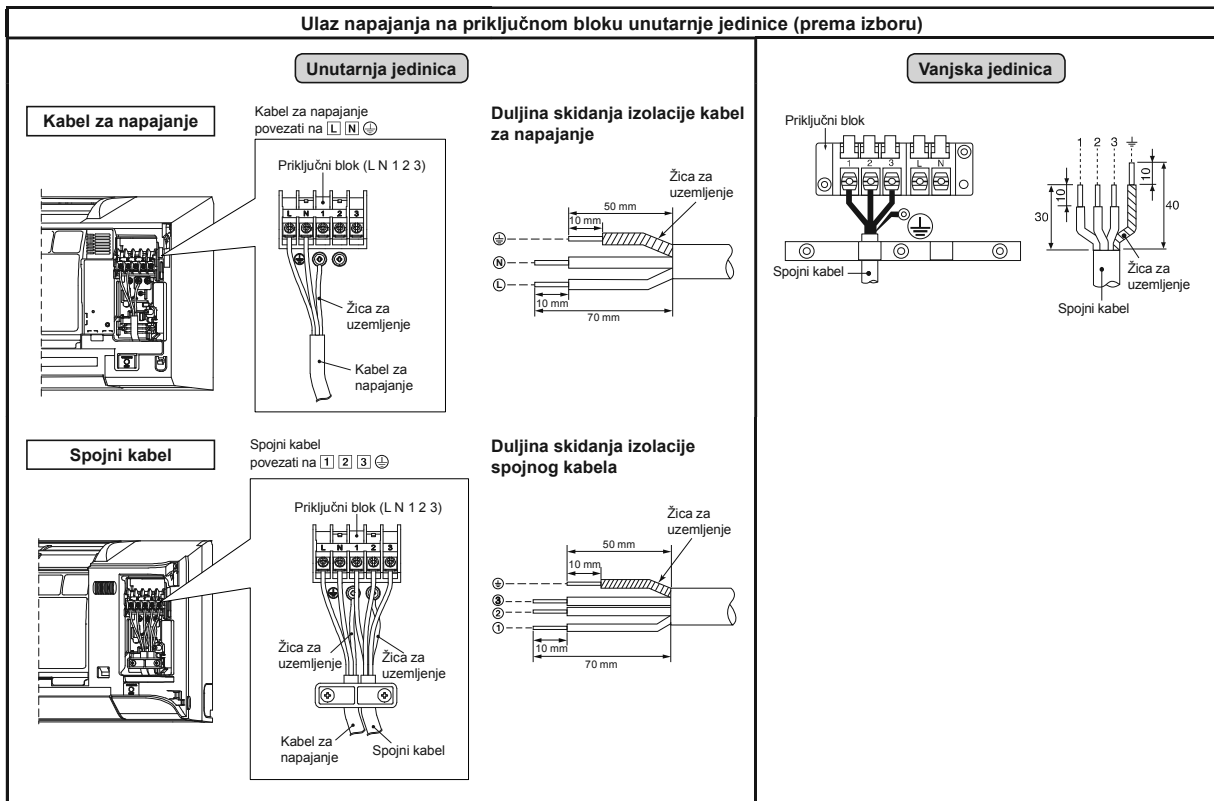 Ulaz napajanja na priključnom bloku unutarnje jedinice (prema izboru)
Unutarnja jedinica
Kabel za napajanje
Kabel za napajanje
povezati na L N ⏚
Priključni blok (L N 1 2 3)
L N 1 2 3
Žica za
uzemljenje
Kabel za
napajanje
Duljina skidanja izolacije kabel
za napajanje
Žica za
uzemljenje
50 mm
10 mm
N
L
10 mm
70 mm
Spojni kabel
Spojni kabel
povezati na 1 2 3 ⏚
Priključni blok (L N 1 2 3)
L N 1 2 3
Žica za
uzemljenje
Žica za
uzemljenje
Kabel za
napajanje
Spojni kabel
Duljina skidanja izolacije
spojnog kabela
Žica za
uzemljenje
50 mm
10 mm
3
2
1
10 mm
70 mm
Vanjska jedinica
Priključni blok
1 2 3 L N
Spojni kabel
1 2 3
10
10
30
40
Žica za
uzemljenje
Spojni kabel